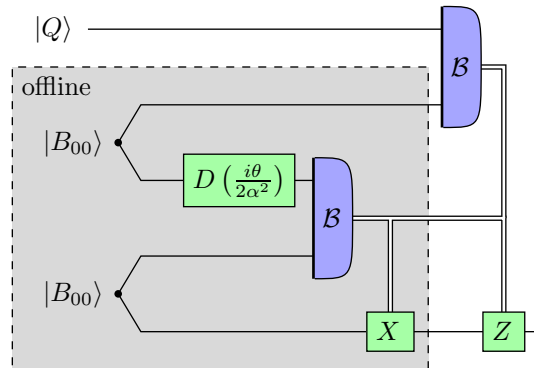 |Q⟩
B
offline
|B₀₀⟩
D (iθ/2α²)
B
|B₀₀⟩
X
Z